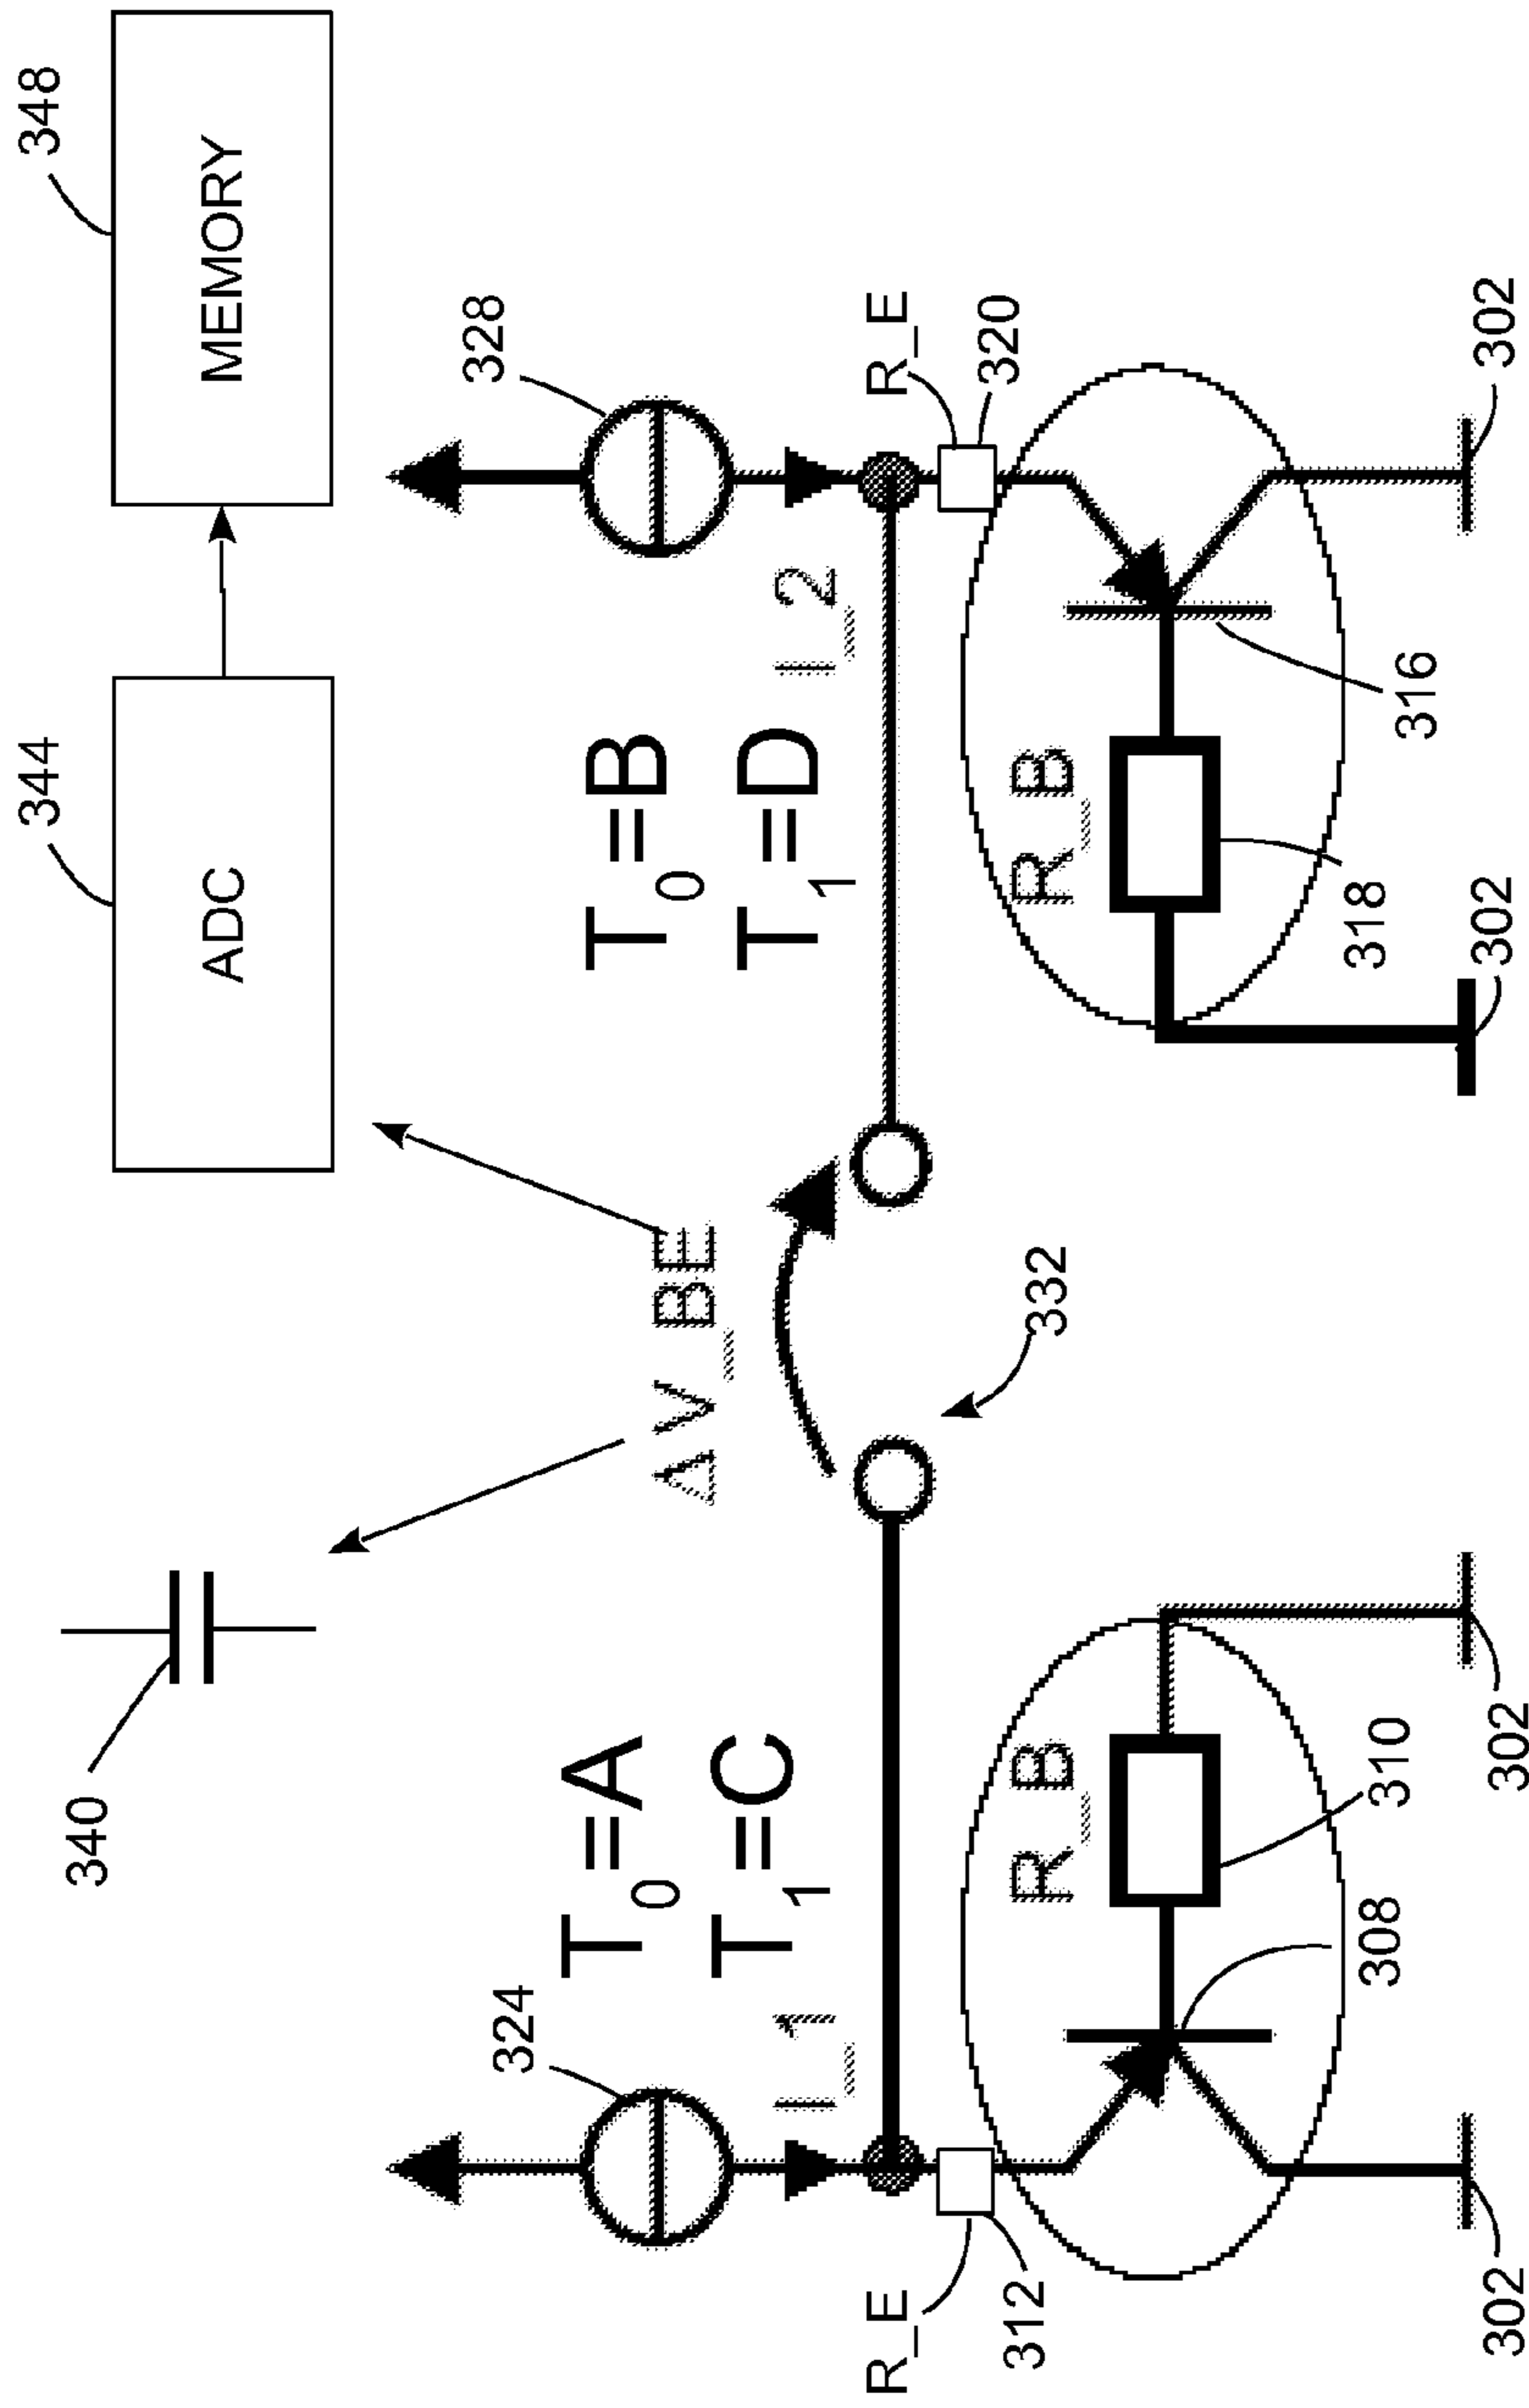 340
344
348
ADC
MEMORY
324
T0=A
T1=C
ΔV_BE
T0=B
T1=D
328
I_1
I_2
R_E
312
332
R_E
320
R_B
R_B
308
310
318
316
302
302
302
302